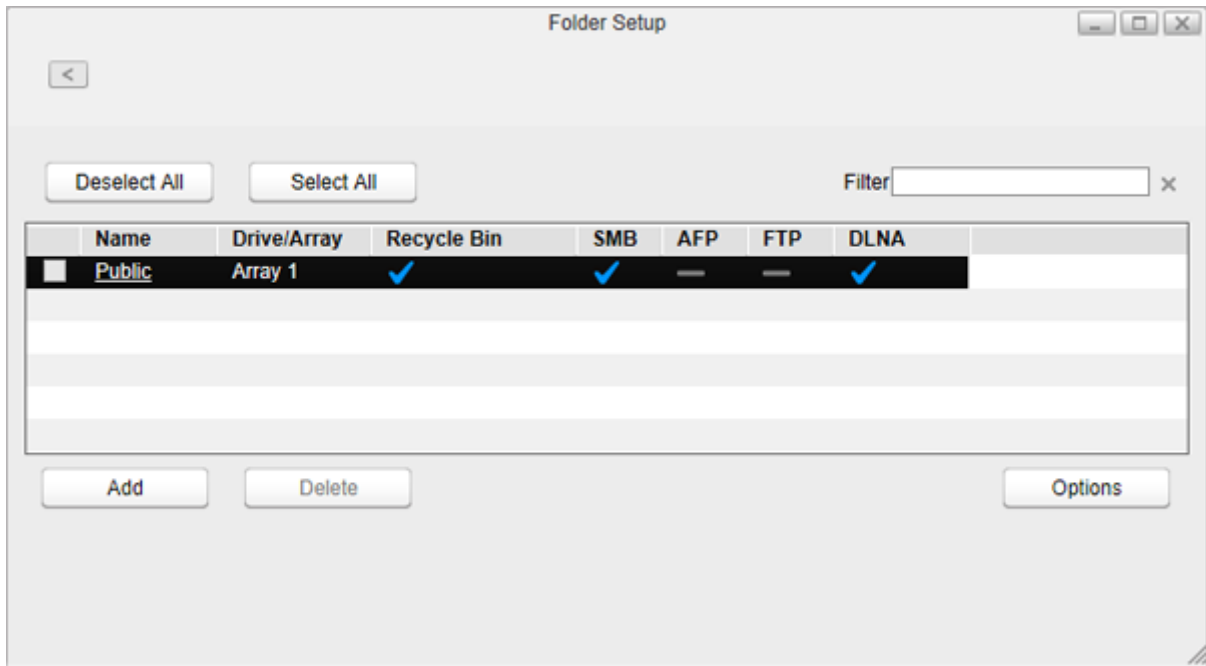 Folder Setup
<
Deselect All Select All Filter
Name Drive/Array Recycle Bin SMB AFP FTP DLNA
Public Array 1
Add Delete Options